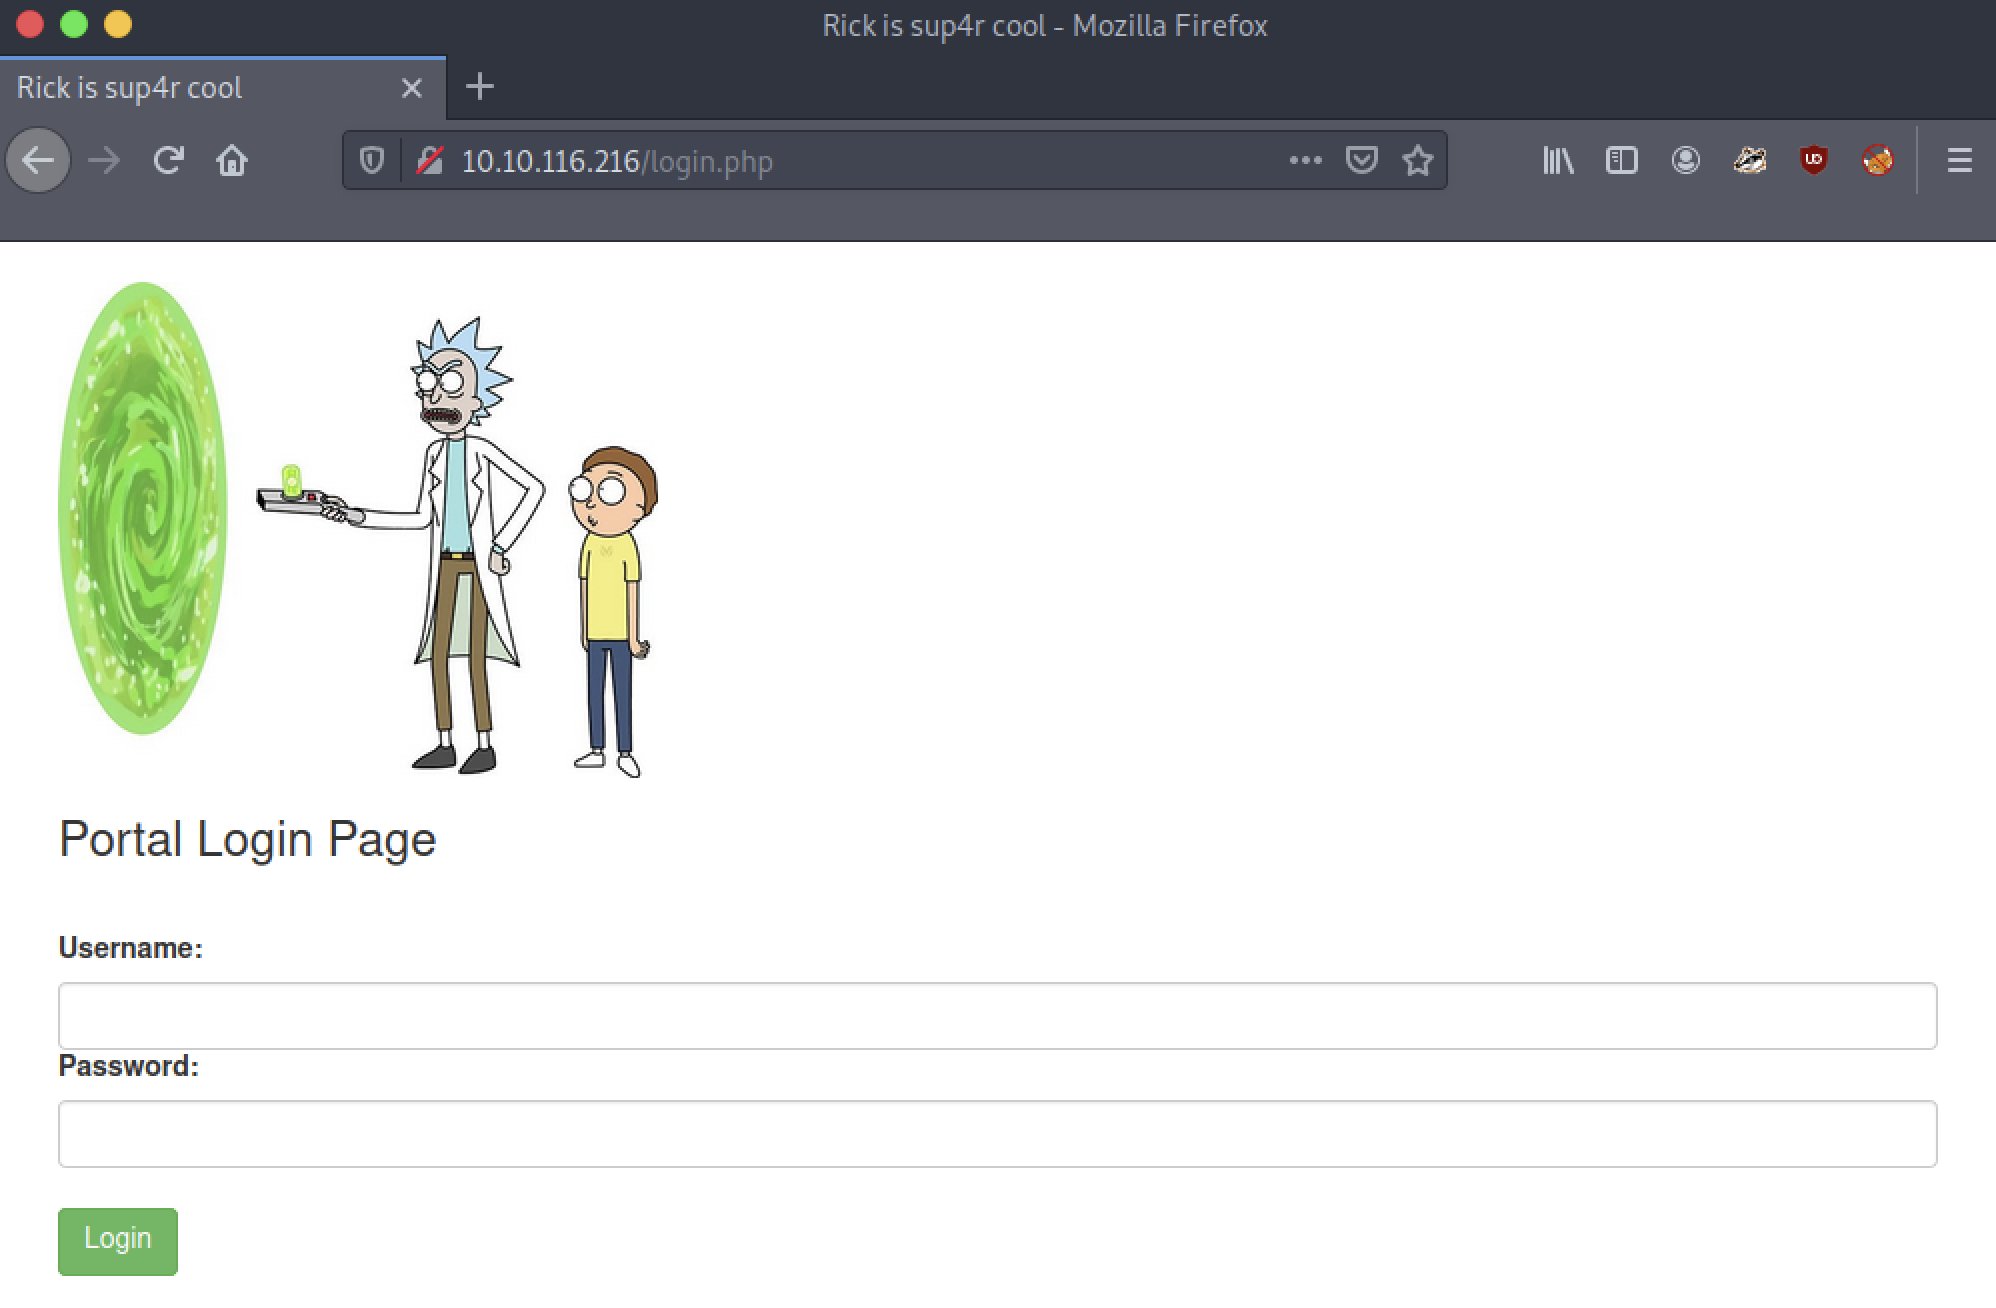 Rick is sup4r cool - Mozilla Firefox
Rick is sup4r cool
10.10.116.216/login.php
Portal Login Page
Username:
Password:
Login